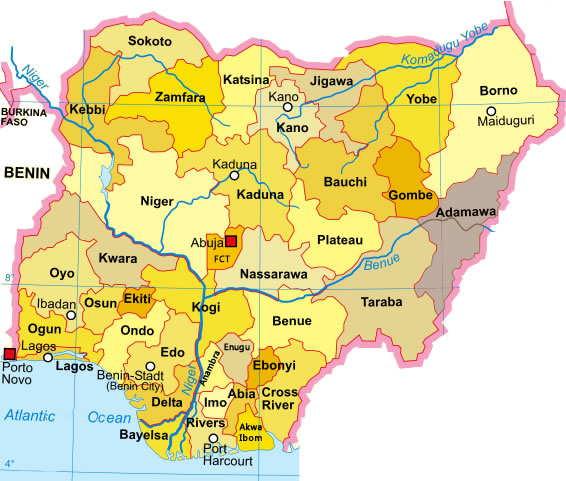 Sokoto
Niger
Komadugu Yobe
Katsina
Jigawa
Kebbi
Zamfara
Kano
Yobe
Borno
BURKINA
FASO
Kano
Maiduguri
BENIN
Kaduna
Bauchi
Niger
Kaduna
Gombe
Adamawa
Abuja
Plateau
FCT
Kwara
Benue
Nassarawa
Oyo
8°
Taraba
Ibadan
Osun
Ekiti
Kogi
Ogun
Ondo
Benue
Lagos
Edo
Enugu
Porto
Novo
Lagos
Benin-Stadt
(Benin City)
Niger
Anambra
Ebonyi
Delta
Imo
Abia
Cross
River
Atlantic Ocean
Bayelsa
Rivers
Akwa
Ibom
Port
Harcourt
4°